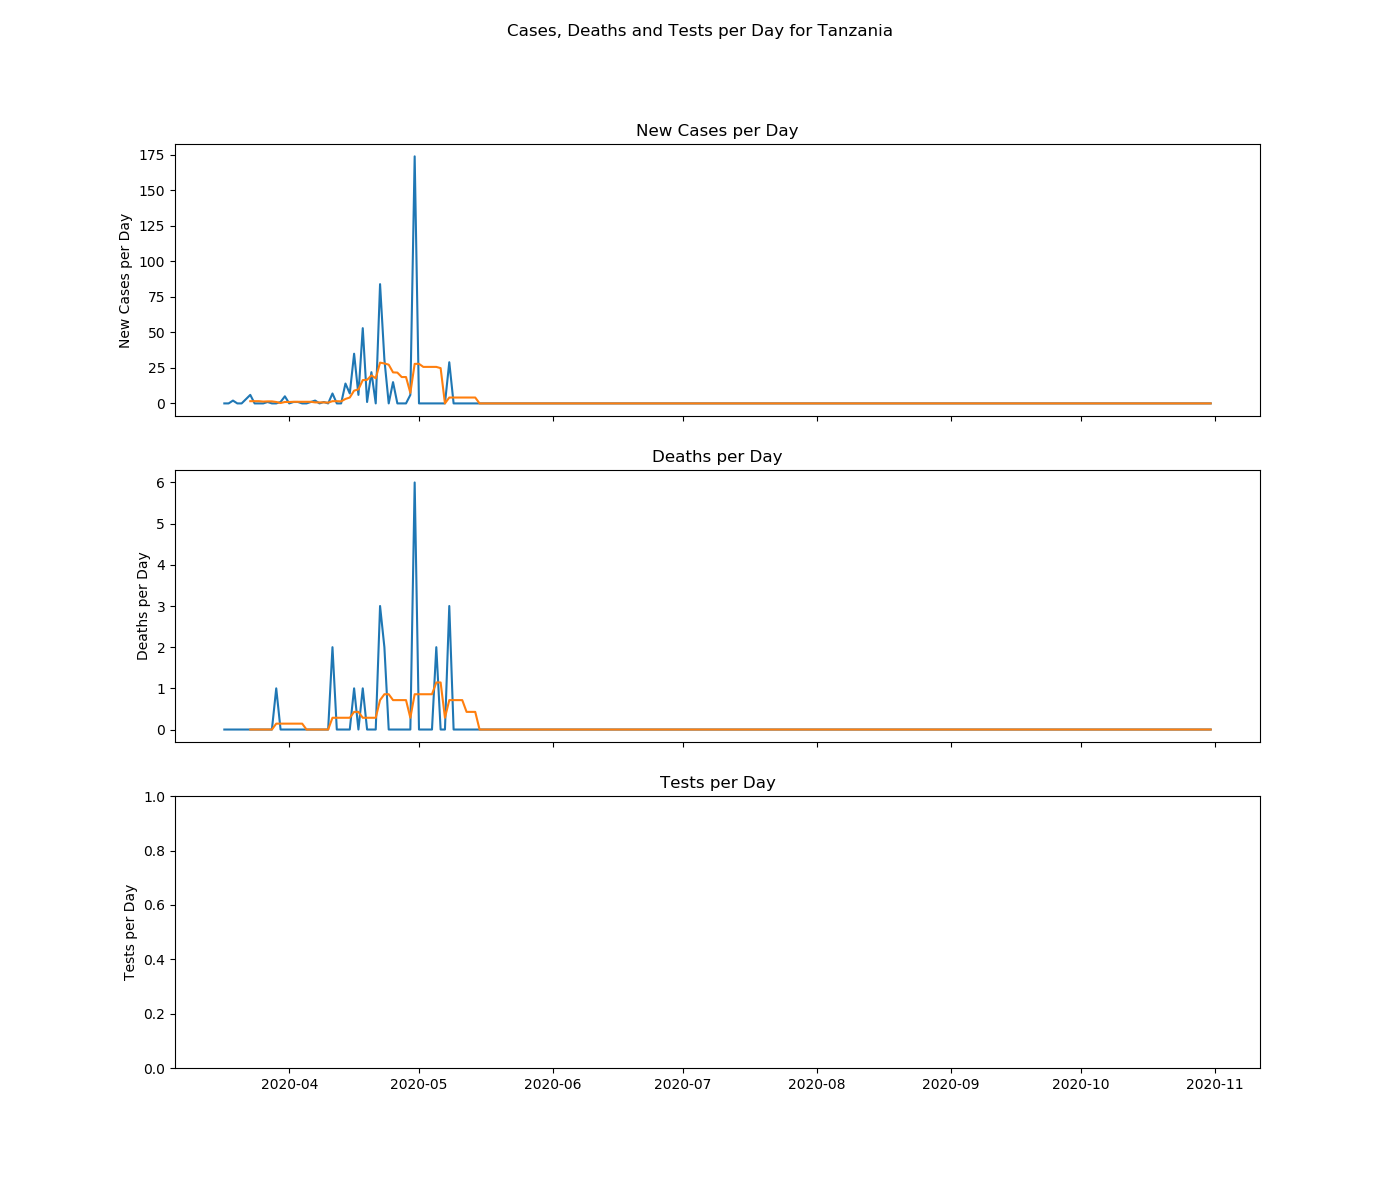 Cases, Deaths and Tests per Day for Tanzania
New Cases per Day
New Cases per Day
175
150
125
100
75
50
25
0
Deaths per Day
Deaths per Day
6
5
4
3
2
1
0
Tests per Day
Tests per Day
1.0
0.8
0.6
0.4
0.2
0.0
2020-04 2020-05 2020-06 2020-07 2020-08 2020-09 2020-10 2020-11